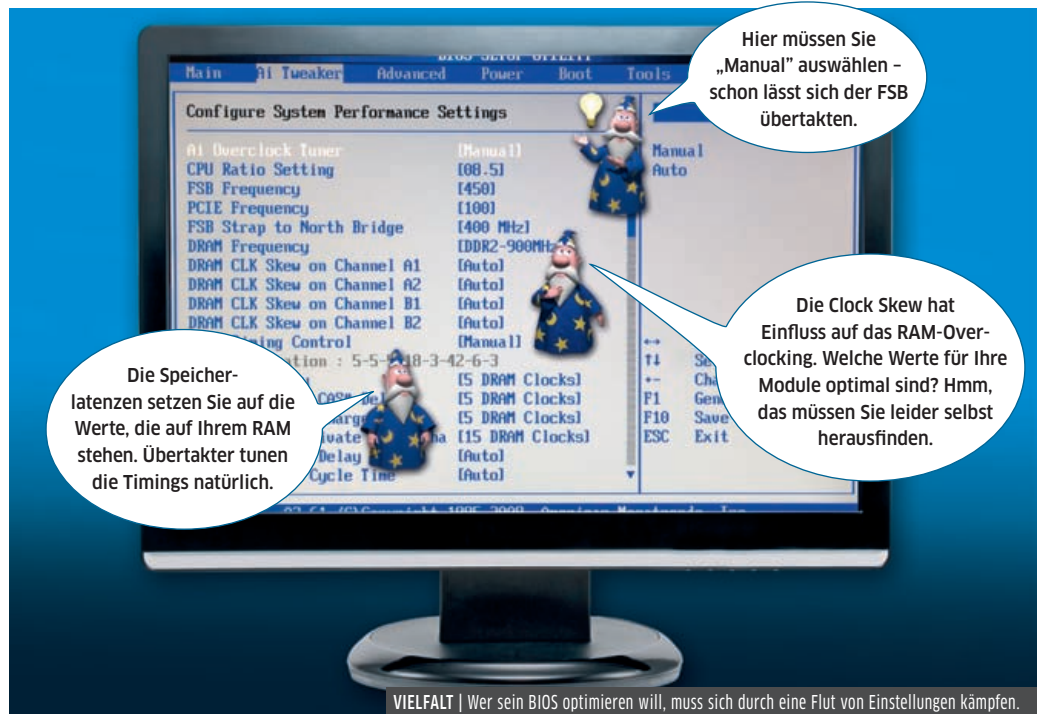 Hier müssen Sie
„Manual” auswählen –
schon lässt sich der FSB
übertakten.
BIOS SETUP UTILITY
Main Ai Tweaker Advanced Power Boot Tools
Configure System Performance Settings
Ai Overclock Tuner [Manual]
CPU Ratio Setting [08.5]
FSB Frequency [450]
PCIE Frequency [100]
FSB Strap to North Bridge [400 MHz]
DRAM Frequency [DDR2-900MHz
DRAM CLK Skew on Channel A1 [Auto]
DRAM CLK Skew on Channel A2 [Auto]
DRAM CLK Skew on Channel B1 [Auto]
DRAM CLK Skew on Channel B2 [Auto]
Control [Manual]
[5 DRAM Clocks]
CAS# [5 DRAM Clocks]
[5 DRAM Clocks]
[15 DRAM Clocks]
Delay [Auto]
Cycle Time [Auto]
Manual
Auto
↔
↑↓
+-
F1
F10 Save
ESC Exit
Die Clock Skew hat
Einfluss auf das RAM-Over-
clocking. Welche Werte für Ihre
Module optimal sind? Hmm,
das müssen Sie leider selbst
herausfinden.
Die Speicher-
latenzen setzen Sie auf die
Werte, die auf Ihrem RAM
stehen. Übertakter tunen
die Timings natürlich.
VIELFALT | Wer sein BIOS optimieren will, muss sich durch eine Flut von Einstellungen kämpfen.